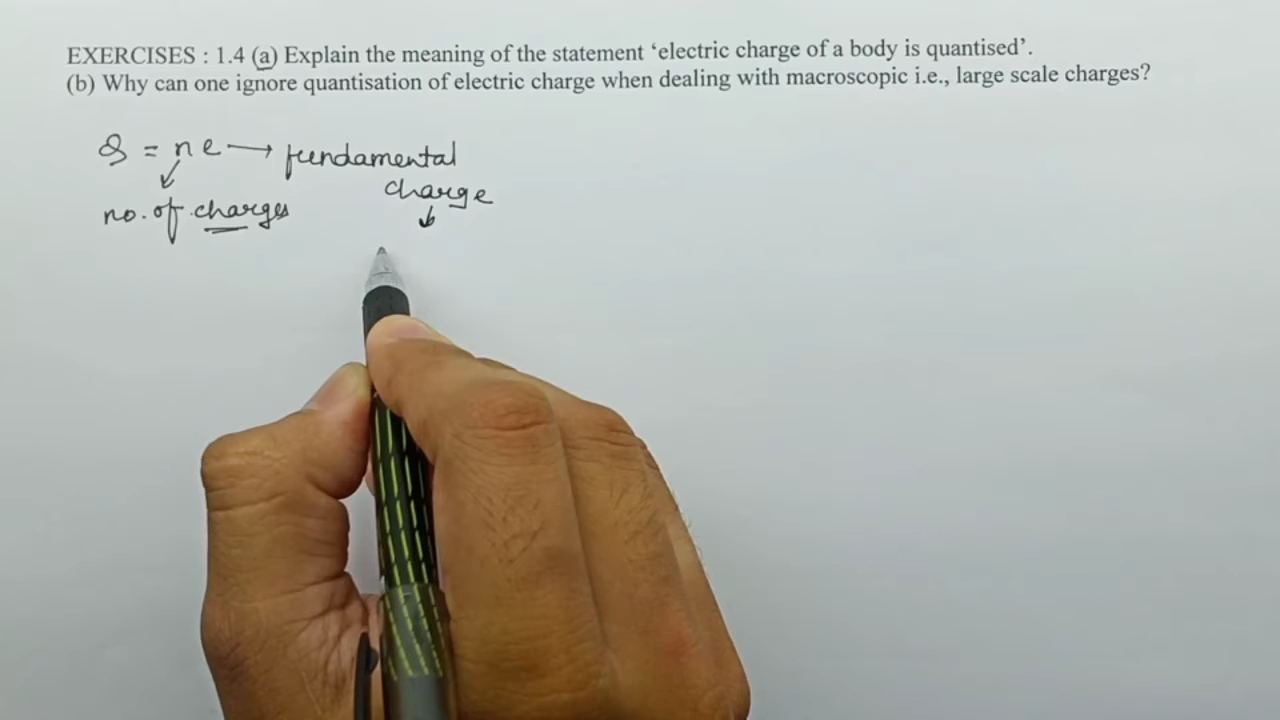 EXERCISES : 1.4 (a) Explain the meaning of the statement ‘electric charge of a body is quantised’.
(b) Why can one ignore quantisation of electric charge when dealing with macroscopic i.e., large scale charges?
Q = ne → fundamental
charge
no. of charges